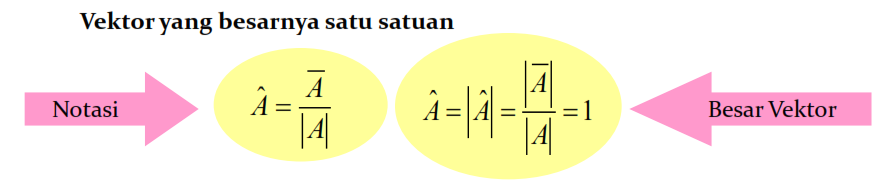 Vektor yang besarnya satu satuan
Notasi
Â = A̅ / |A|
Â = |Â| = |A̅| / |A| = 1
Besar Vektor